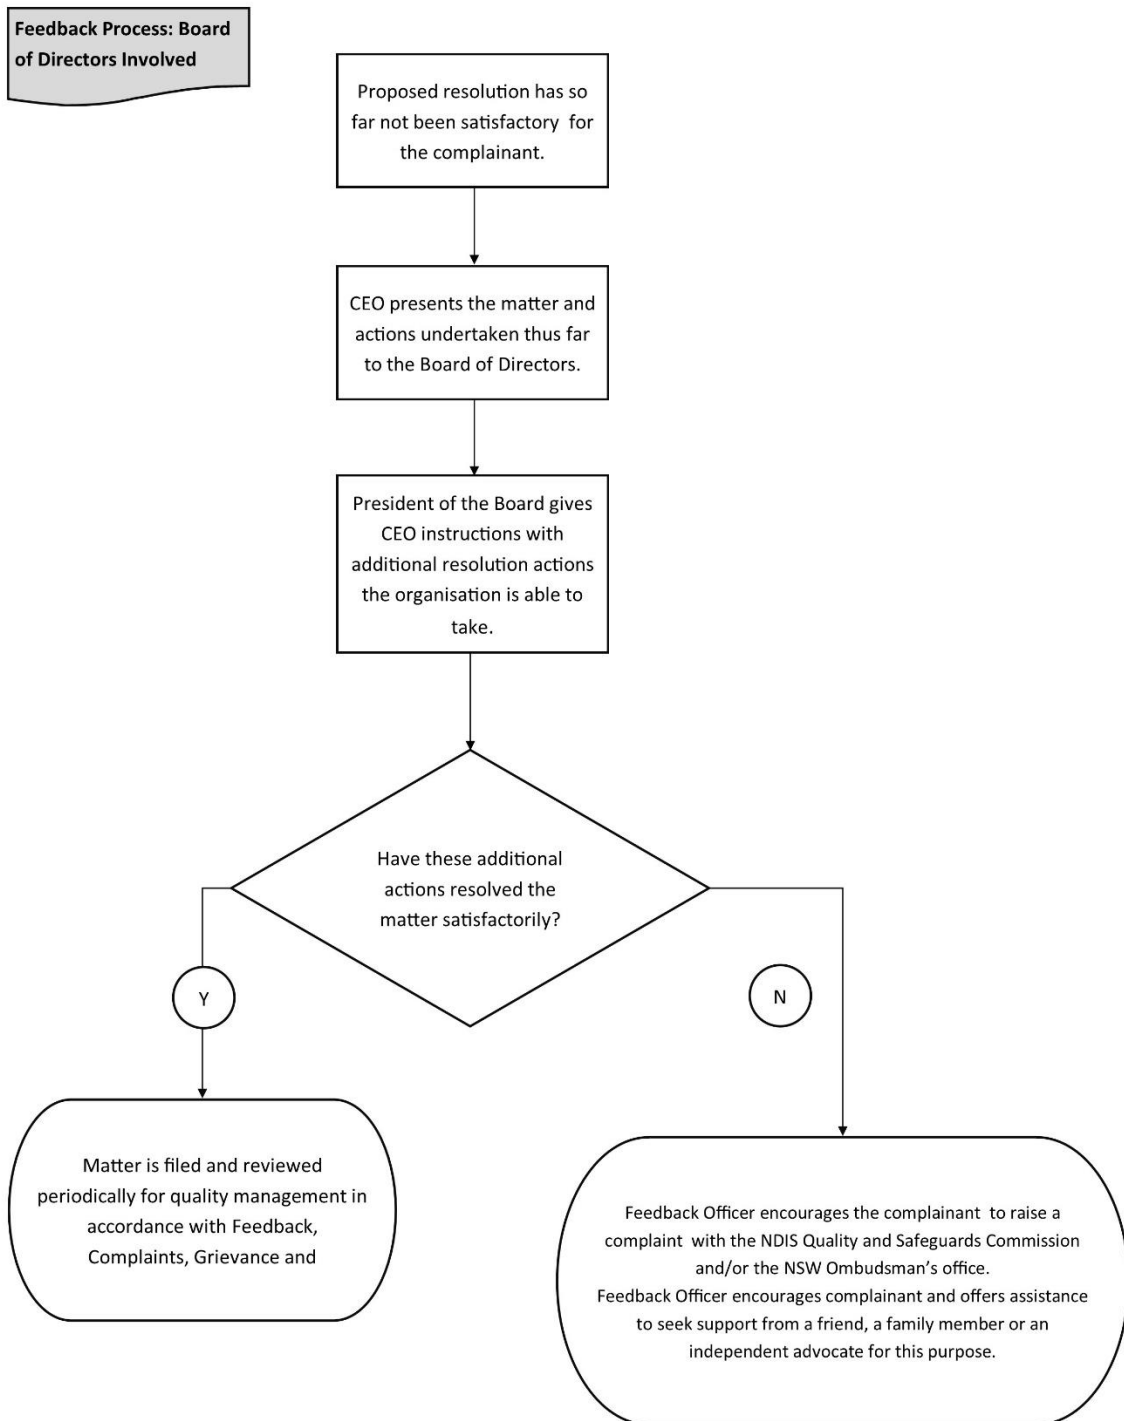 Feedback Process: Board
of Directors Involved
Proposed resolution has so
far not been satisfactory for
the complainant.
CEO presents the matter and
actions undertaken thus far
to the Board of Directors.
President of the Board gives
CEO instructions with
additional resolution actions
the organisation is able to
take.
Have these additional
actions resolved the
matter satisfactorily?
Y
N
Matter is filed and reviewed
periodically for quality management in
accordance with Feedback,
Complaints, Grievance and
Feedback Officer encourages the complainant to raise a
complaint with the NDIS Quality and Safeguards Commission
and/or the NSW Ombudsman’s office.
Feedback Officer encourages complainant and offers assistance
to seek support from a friend, a family member or an
independent advocate for this purpose.